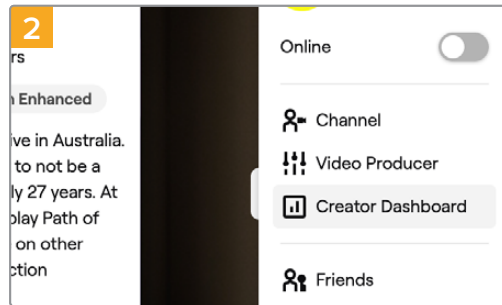 2
rs
Enhanced
ive in Australia.
to not be a
ly 27 years. At
play Path of
on other
ction
Online
Channel
Video Producer
Creator Dashboard
Friends